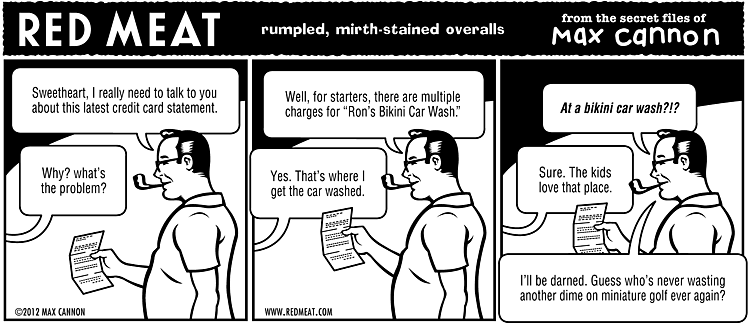 RED MEAT
rumpled, mirth-stained overalls
from the secret files of
Max Cannon
Sweetheart, I really need to talk to you
about this latest credit card statement.
Why? what's
the problem?
©2012 MAX CANNON
Well, for starters, there are multiple
charges for “Ron's Bikini Car Wash.”
Yes. That's where I
get the car washed.
WWW.REDMEAT.COM
At a bikini car wash?!?
Sure. The kids
love that place.
I'll be darned. Guess who's never wasting
another dime on miniature golf ever again?